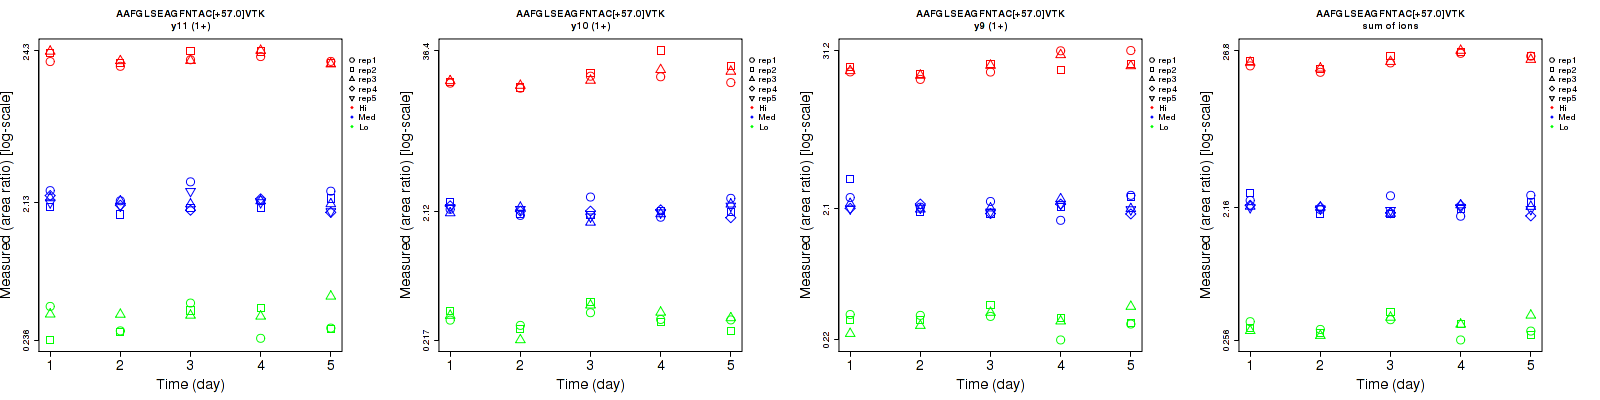 AAFGLSEAGFNTAC[+57.0]VTK
y11 (1+)
Measured (area ratio) [log-scale]
24.3
2.13
0.236
1 2 3 4 5
Time (day)
rep1
rep2
rep3
rep4
rep5
Hi
Med
Lo
AAFGLSEAGFNTAC[+57.0]VTK
y10 (1+)
Measured (area ratio) [log-scale]
36.4
2.12
0.217
1 2 3 4 5
Time (day)
rep1
rep2
rep3
rep4
rep5
Hi
Med
Lo
AAFGLSEAGFNTAC[+57.0]VTK
y9 (1+)
Measured (area ratio) [log-scale]
31.2
2.1
0.22
1 2 3 4 5
Time (day)
rep1
rep2
rep3
rep4
rep5
Hi
Med
Lo
AAFGLSEAGFNTAC[+57.0]VTK
sum of ions
Measured (area ratio) [log-scale]
26.8
2.16
0.256
1 2 3 4 5
Time (day)
rep1
rep2
rep3
rep4
rep5
Hi
Med
Lo